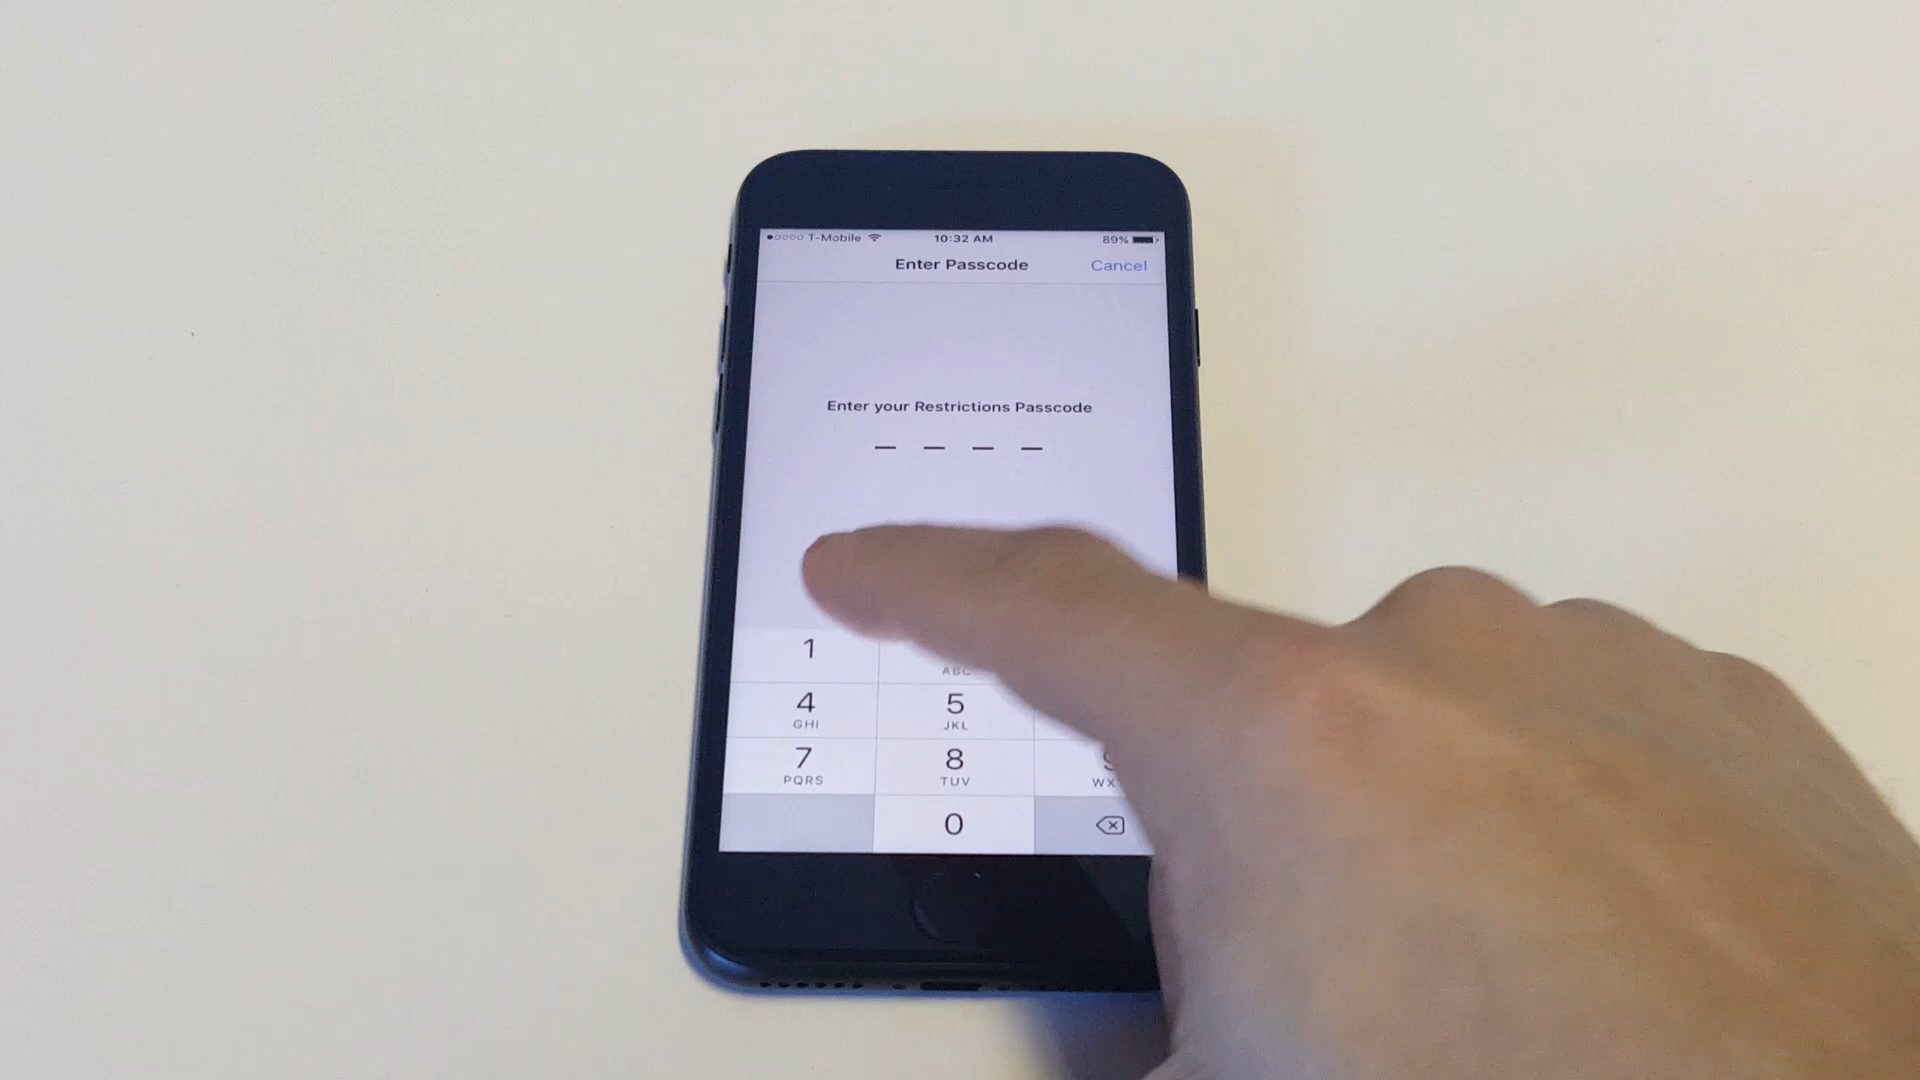 T-Mobile 10:32 AM 89%
Enter Passcode Cancel
Enter your Restrictions Passcode
1
ABC
4 5
GHI JKL
7 8
PQRS TUV
0